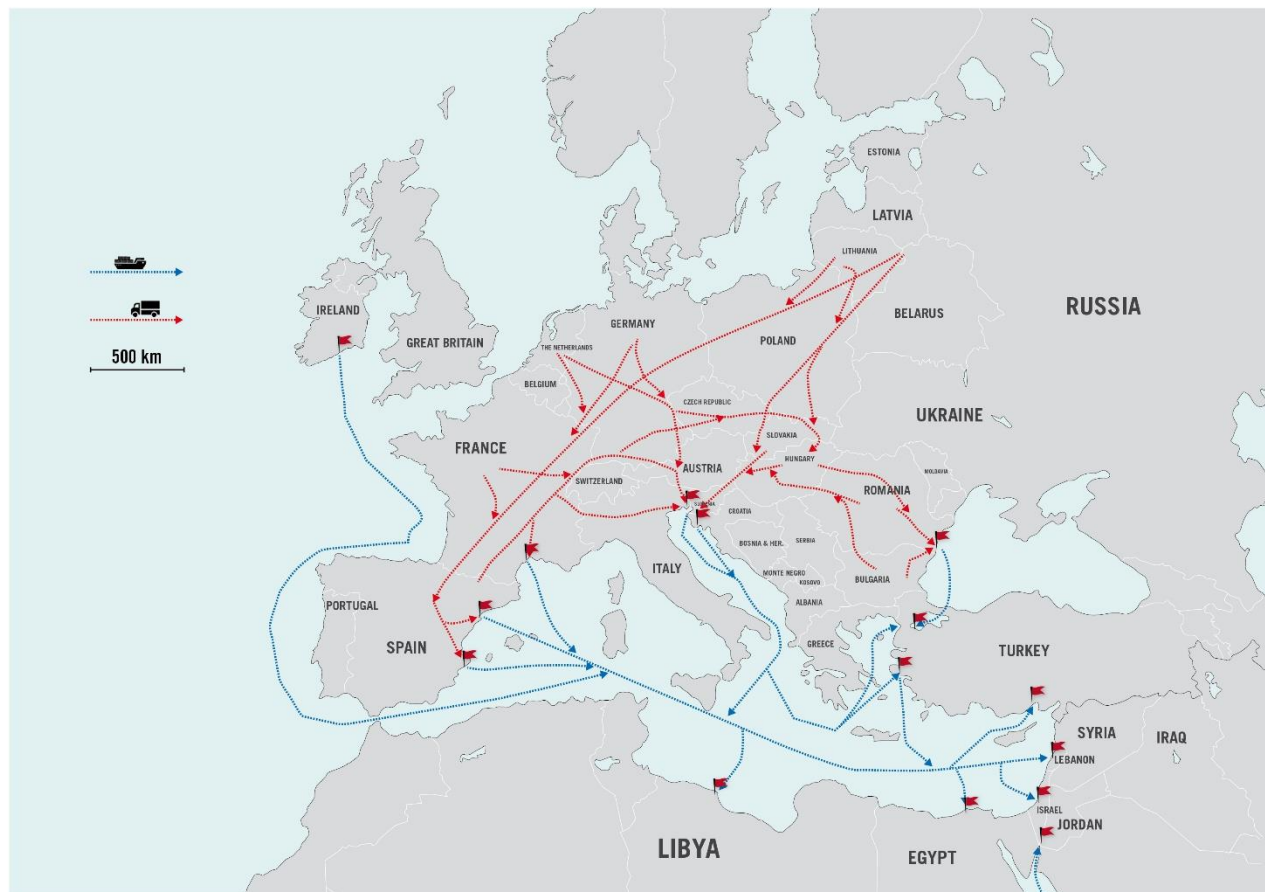 ESTONIA
LATVIA
LITHUANIA
RUSSIA
IRELAND
BELARUS
GERMANY
GREAT BRITAIN
POLAND
THE NETHERLANDS
500 km
BELGIUM
CZECH REPUBLIC
UKRAINE
SLOVAKIA
FRANCE
HUNGARY
AUSTRIA
MOLDAVIA
SWITZERLAND
ROMANIA
SLOVENIA
CROATIA
BOSNIA & HER.
SERBIA
ITALY
MONTE NEGRO
BULGARIA
KOSOVO
ALBANIA
PORTUGAL
SPAIN
GREECE
TURKEY
SYRIA
IRAQ
LEBANON
ISRAEL
JORDAN
LIBYA
EGYPT